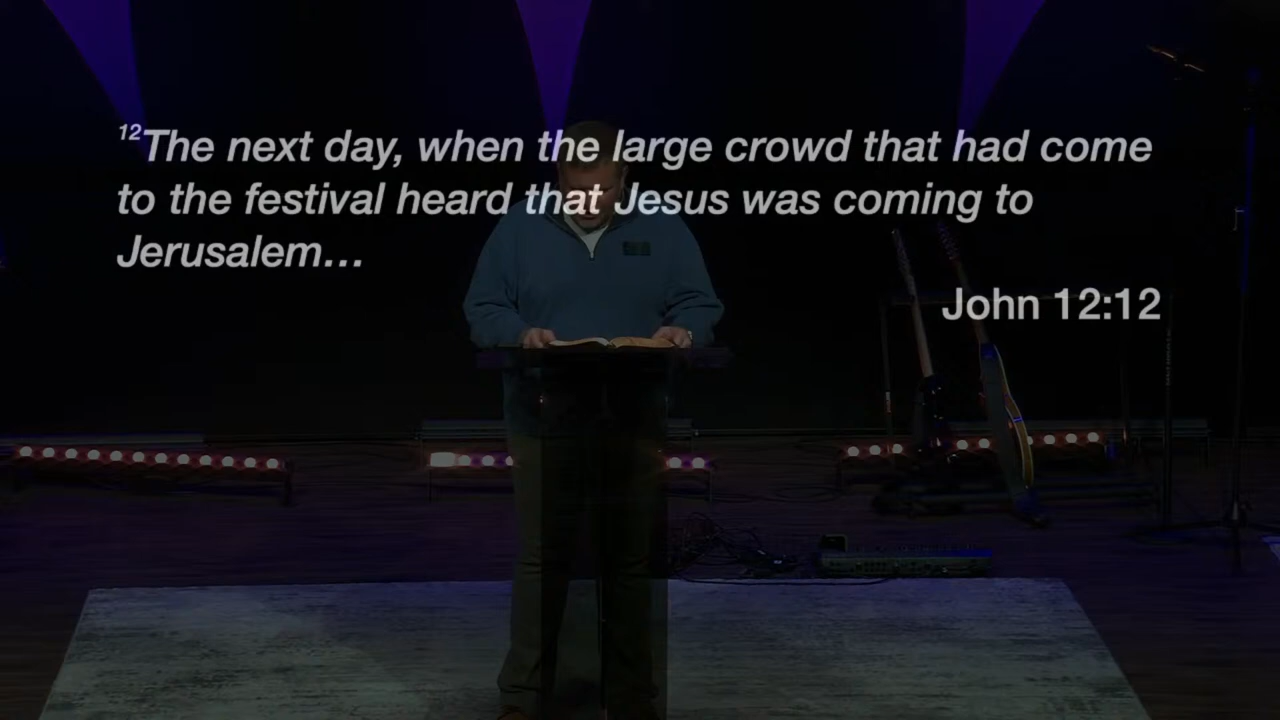 ¹²The next day, when the large crowd that had come
to the festival heard that Jesus was coming to
Jerusalem…
John 12:12